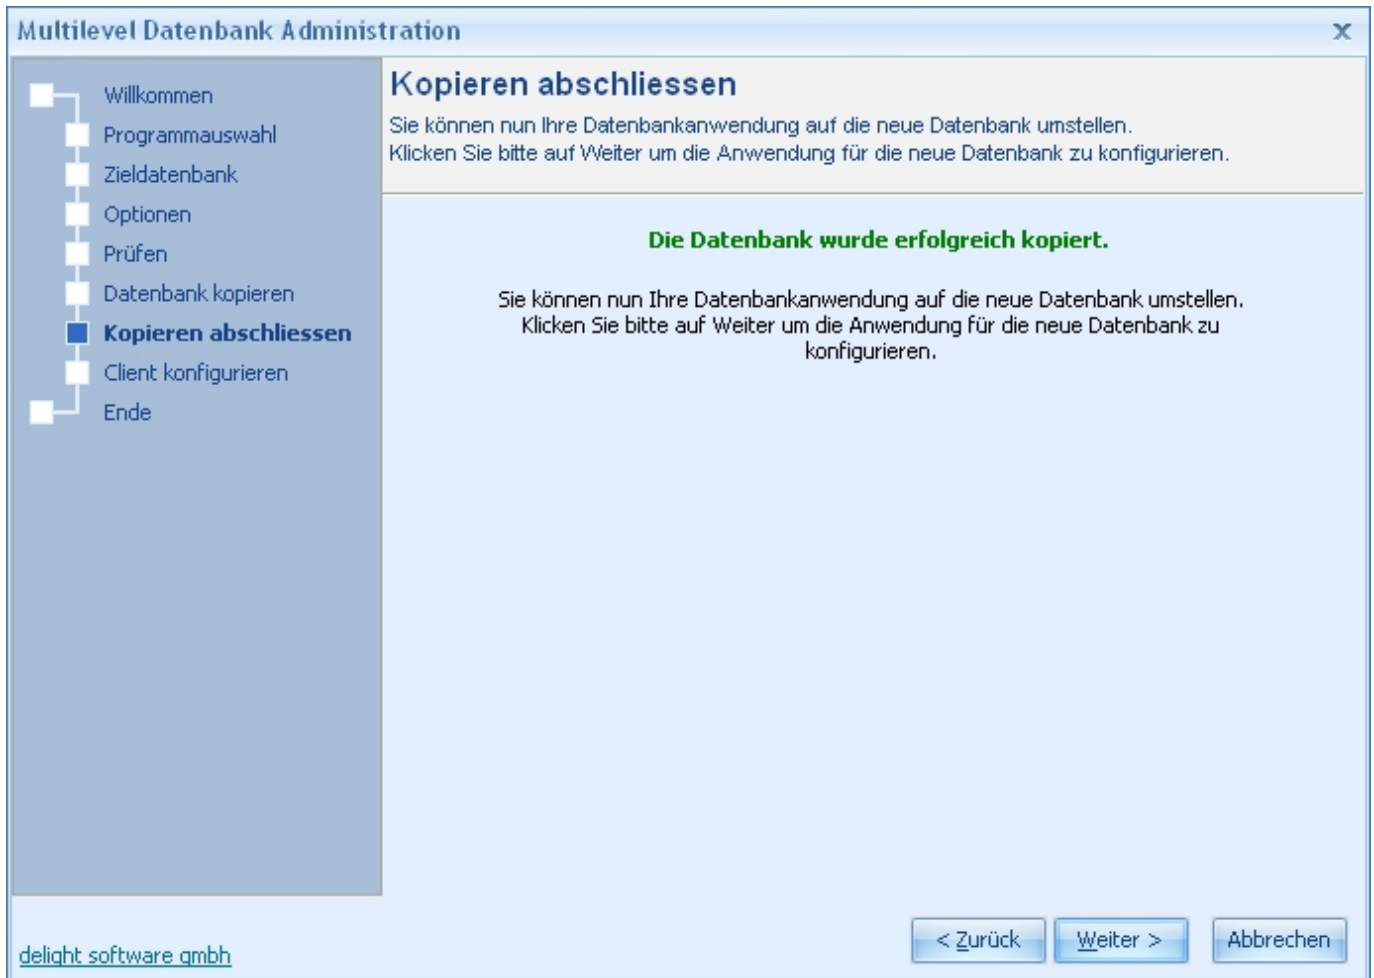 Multilevel Datenbank Administration
x
Willkommen
Programmauswahl
Zieldatenbank
Optionen
Prüfen
Datenbank kopieren
Kopieren abschliessen
Client konfigurieren
Ende
Kopieren abschliessen
Sie können nun Ihre Datenbankanwendung auf die neue Datenbank umstellen.
Klicken Sie bitte auf Weiter um die Anwendung für die neue Datenbank zu konfigurieren.
Die Datenbank wurde erfolgreich kopiert.
Sie können nun Ihre Datenbankanwendung auf die neue Datenbank umstellen.
Klicken Sie bitte auf Weiter um die Anwendung für die neue Datenbank zu
konfigurieren.
delight software gmbh
< Zurück
Weiter >
Abbrechen